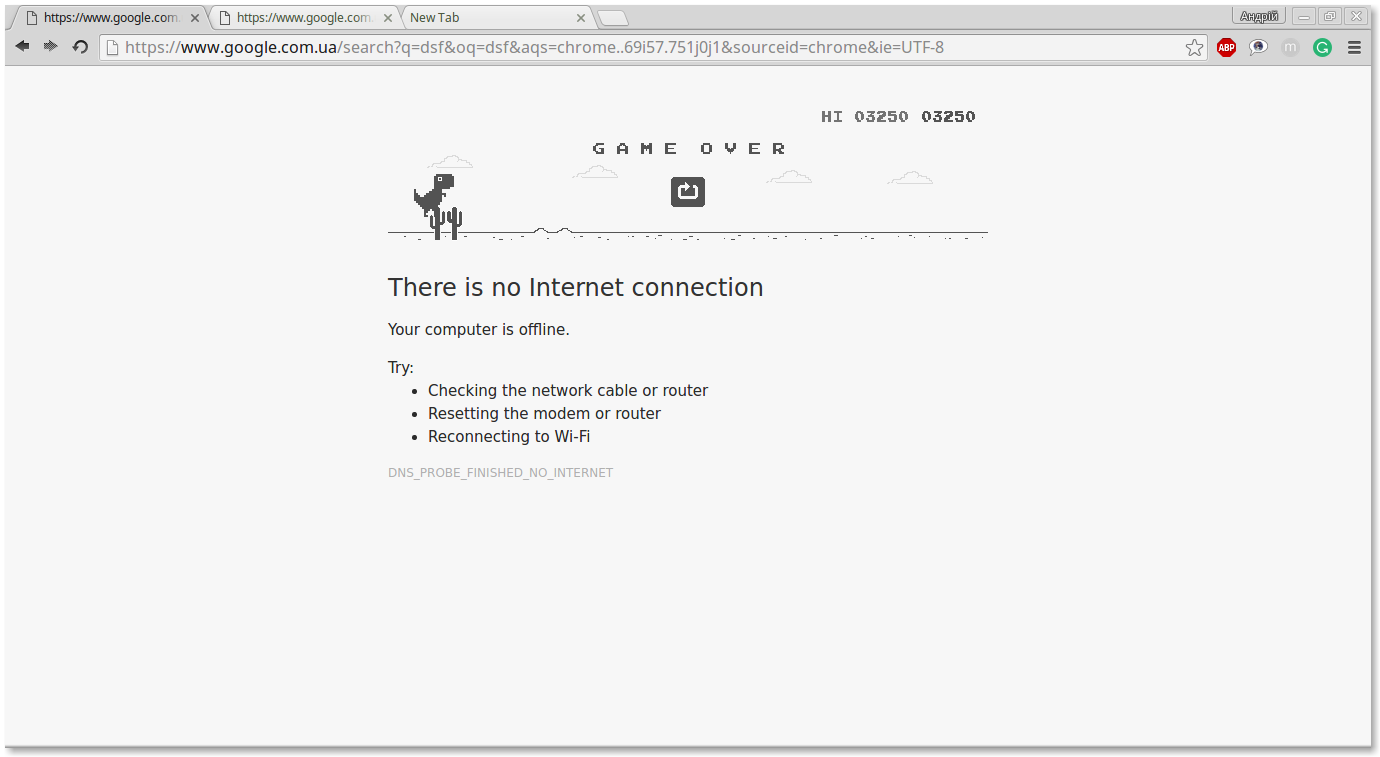 https://www.google.com. https://www.google.com. New Tab Андрій
https://www.google.com.ua/search?q=dsf&oq=dsf&aqs=chrome..69i57.751j0j1&sourceid=chrome&ie=UTF-8 ABP m G
HI 03250 03250
GAME OVER
There is no Internet connection
Your computer is offline.
Try:
• Checking the network cable or router
• Resetting the modem or router
• Reconnecting to Wi-Fi
DNS_PROBE_FINISHED_NO_INTERNET